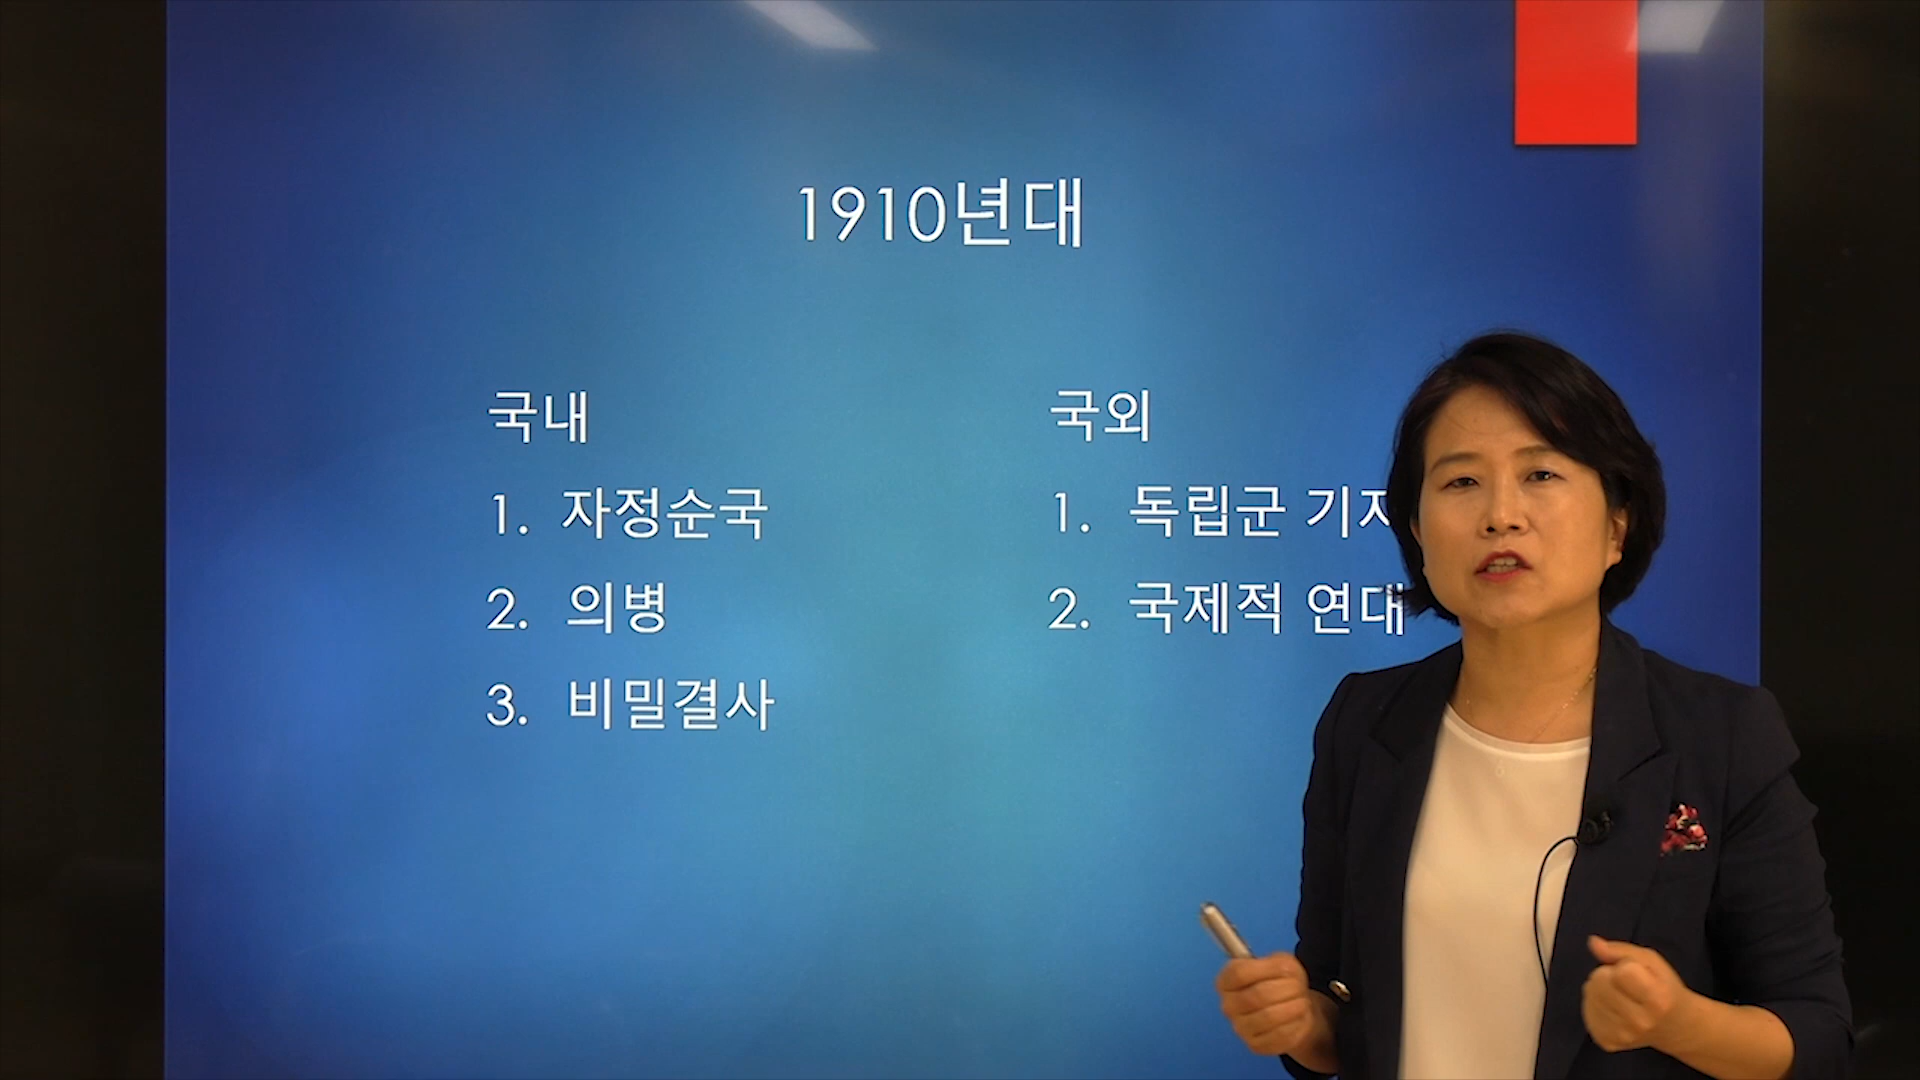 1910년대
국내
1. 자정순국
2. 의병
3. 비밀결사
국외
1. 독립군
2. 국제적 연대